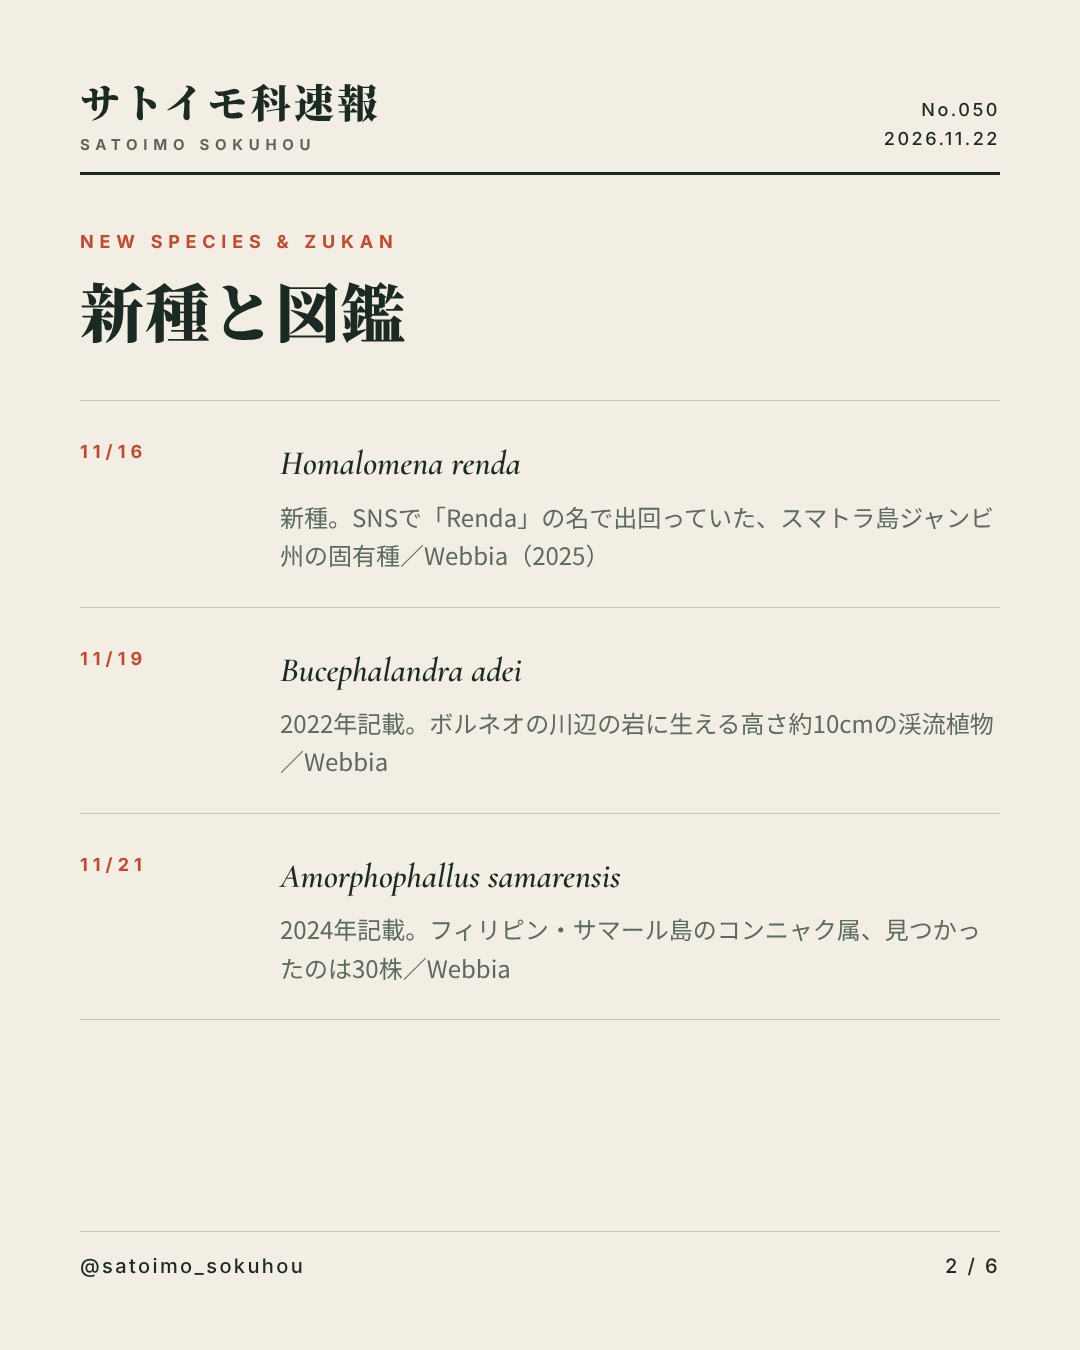 サトイモ科速報
SATOIMO SOKUHOU
No.050
2026.11.22
NEW SPECIES & ZUKAN
新種と図鑑
11/16
Homalomena renda
新種。SNSで「Renda」の名で出回っていた、スマトラ島ジャンビ
州の固有種／Webbia（2025）
11/19
Bucephalandra adei
2022年記載。ボルネオの川辺の岩に生える高さ約10cmの渓流植物
／Webbia
11/21
Amorphophallus samarensis
2024年記載。フィリピン・サマール島のコンニャク属、見つかっ
たのは30株／Webbia
@satoimo_sokuhou
2 / 6